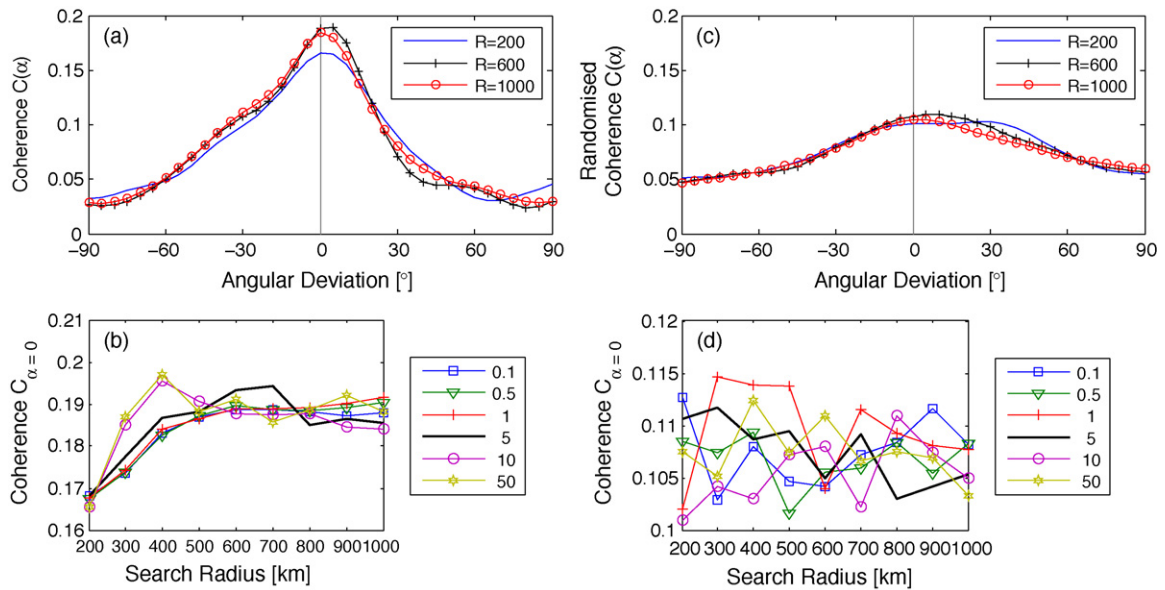 (a)
Coherence C(α)
0.2
0.15
0.1
0.05
0
R=200
R=600
R=1000
−90 −60 −30 0 30 60 90
Angular Deviation [°]
(c)
Randomised
Coherence C(α)
0.2
0.15
0.1
0.05
0
R=200
R=600
R=1000
−90 −60 −30 0 30 60 90
Angular Deviation [°]
(b)
Coherence C α = 0
0.21
0.2
0.19
0.18
0.17
0.16
200 300 400 500 600 700 800 9001000
Search Radius [km]
0.1
0.5
1
5
10
50
(d)
Coherence C α = 0
0.12
0.115
0.11
0.105
0.1
200 300 400 500 600 700 800 9001000
Search Radius [km]
0.1
0.5
1
5
10
50